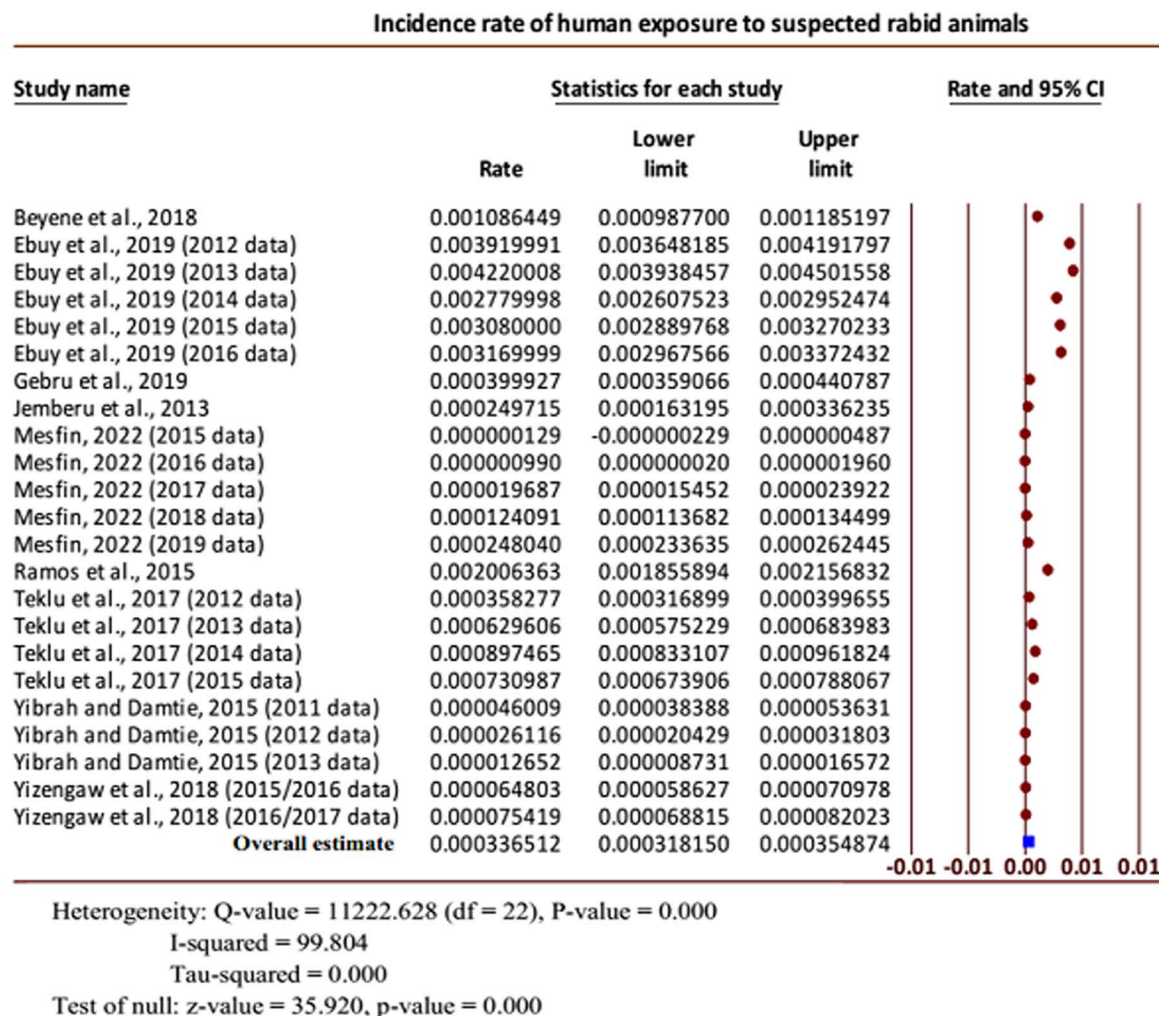 Incidence rate of human exposure to suspected rabid animals
Study name Statistics for each study Rate and 95% CI
Lower Upper
Rate limit limit
Beyene et al., 2018 0.001086449 0.000987700 0.001185197
Ebuy et al., 2019 (2012 data) 0.003919991 0.003648185 0.004191797
Ebuy et al., 2019 (2013 data) 0.004220008 0.003938457 0.004501558
Ebuy et al., 2019 (2014 data) 0.002779998 0.002607523 0.002952474
Ebuy et al., 2019 (2015 data) 0.003080000 0.002889768 0.003270233
Ebuy et al., 2019 (2016 data) 0.003169999 0.002967566 0.003372432
Gebru et al., 2019 0.000399927 0.000359066 0.000440787
Jemberu et al., 2013 0.000249715 0.000163195 0.000336235
Mesfin, 2022 (2015 data) 0.000000129 -0.000000229 0.000000487
Mesfin, 2022 (2016 data) 0.000000990 0.000000020 0.000001960
Mesfin, 2022 (2017 data) 0.000019687 0.000015452 0.000023922
Mesfin, 2022 (2018 data) 0.000124091 0.000113682 0.000134499
Mesfin, 2022 (2019 data) 0.000248040 0.000233635 0.000262445
Ramos et al., 2015 0.002006363 0.001855894 0.002156832
Teklu et al., 2017 (2012 data) 0.000358277 0.000316899 0.000399655
Teklu et al., 2017 (2013 data) 0.000629606 0.000575229 0.000683983
Teklu et al., 2017 (2014 data) 0.000897465 0.000833107 0.000961824
Teklu et al., 2017 (2015 data) 0.000730987 0.000673906 0.000788067
Yibrah and Damtie, 2015 (2011 data) 0.000046009 0.000038388 0.000053631
Yibrah and Damtie, 2015 (2012 data) 0.000026116 0.000020429 0.000031803
Yibrah and Damtie, 2015 (2013 data) 0.000012652 0.000008731 0.000016572
Yizengaw et al., 2018 (2015/2016 data) 0.000064803 0.000058627 0.000070978
Yizengaw et al., 2018 (2016/2017 data) 0.000075419 0.000068815 0.000082023
Overall estimate 0.000336512 0.000318150 0.000354874
-0.01 -0.01 0.00 0.01 0.01
Heterogeneity: Q-value = 11222.628 (df = 22), P-value = 0.000
I-squared = 99.804
Tau-squared = 0.000
Test of null: z-value = 35.920, p-value = 0.000